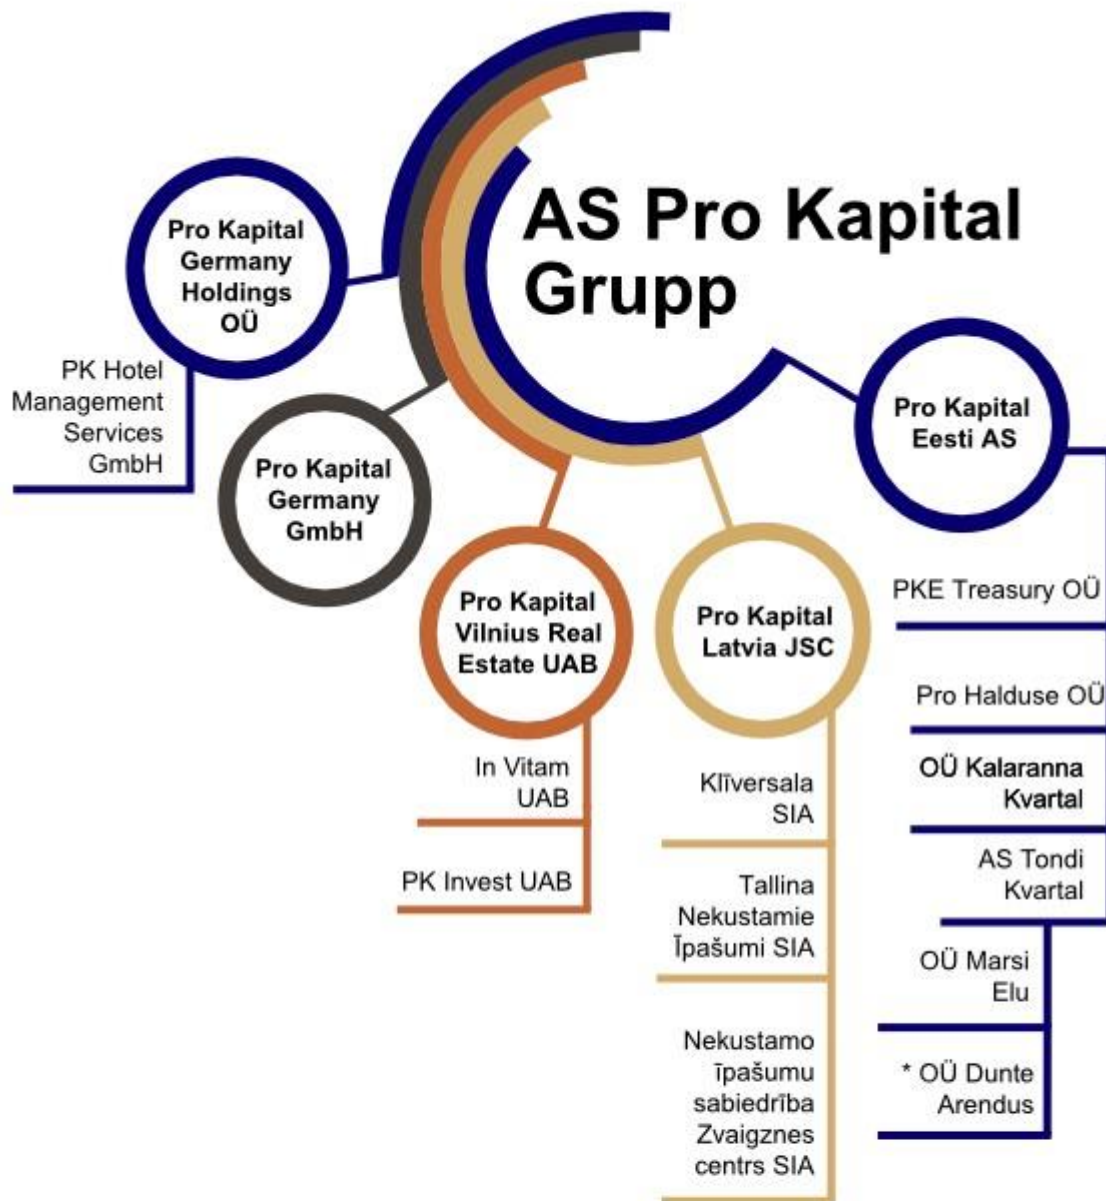 AS Pro Kapital
Grupp
Pro Kapital
Germany
Holdings
OÜ
PK Hotel
Management
Services
GmbH
Pro Kapital
Germany
GmbH
Pro Kapital
Vilnius Real
Estate UAB
In Vitam
UAB
PK Invest UAB
Pro Kapital
Latvia JSC
Klīversala
SIA
Tallina
Nekustamie
Īpašumi SIA
Nekustamo
īpašumu
sabiedrība
Zvaigznes
centrs SIA
Pro Kapital
Eesti AS
PKE Treasury OÜ
Pro Halduse OÜ
OÜ Kalaranna
Kvartal
AS Tondi
Kvartal
OÜ Marsi
Elu
* OÜ Dunte
Arendus